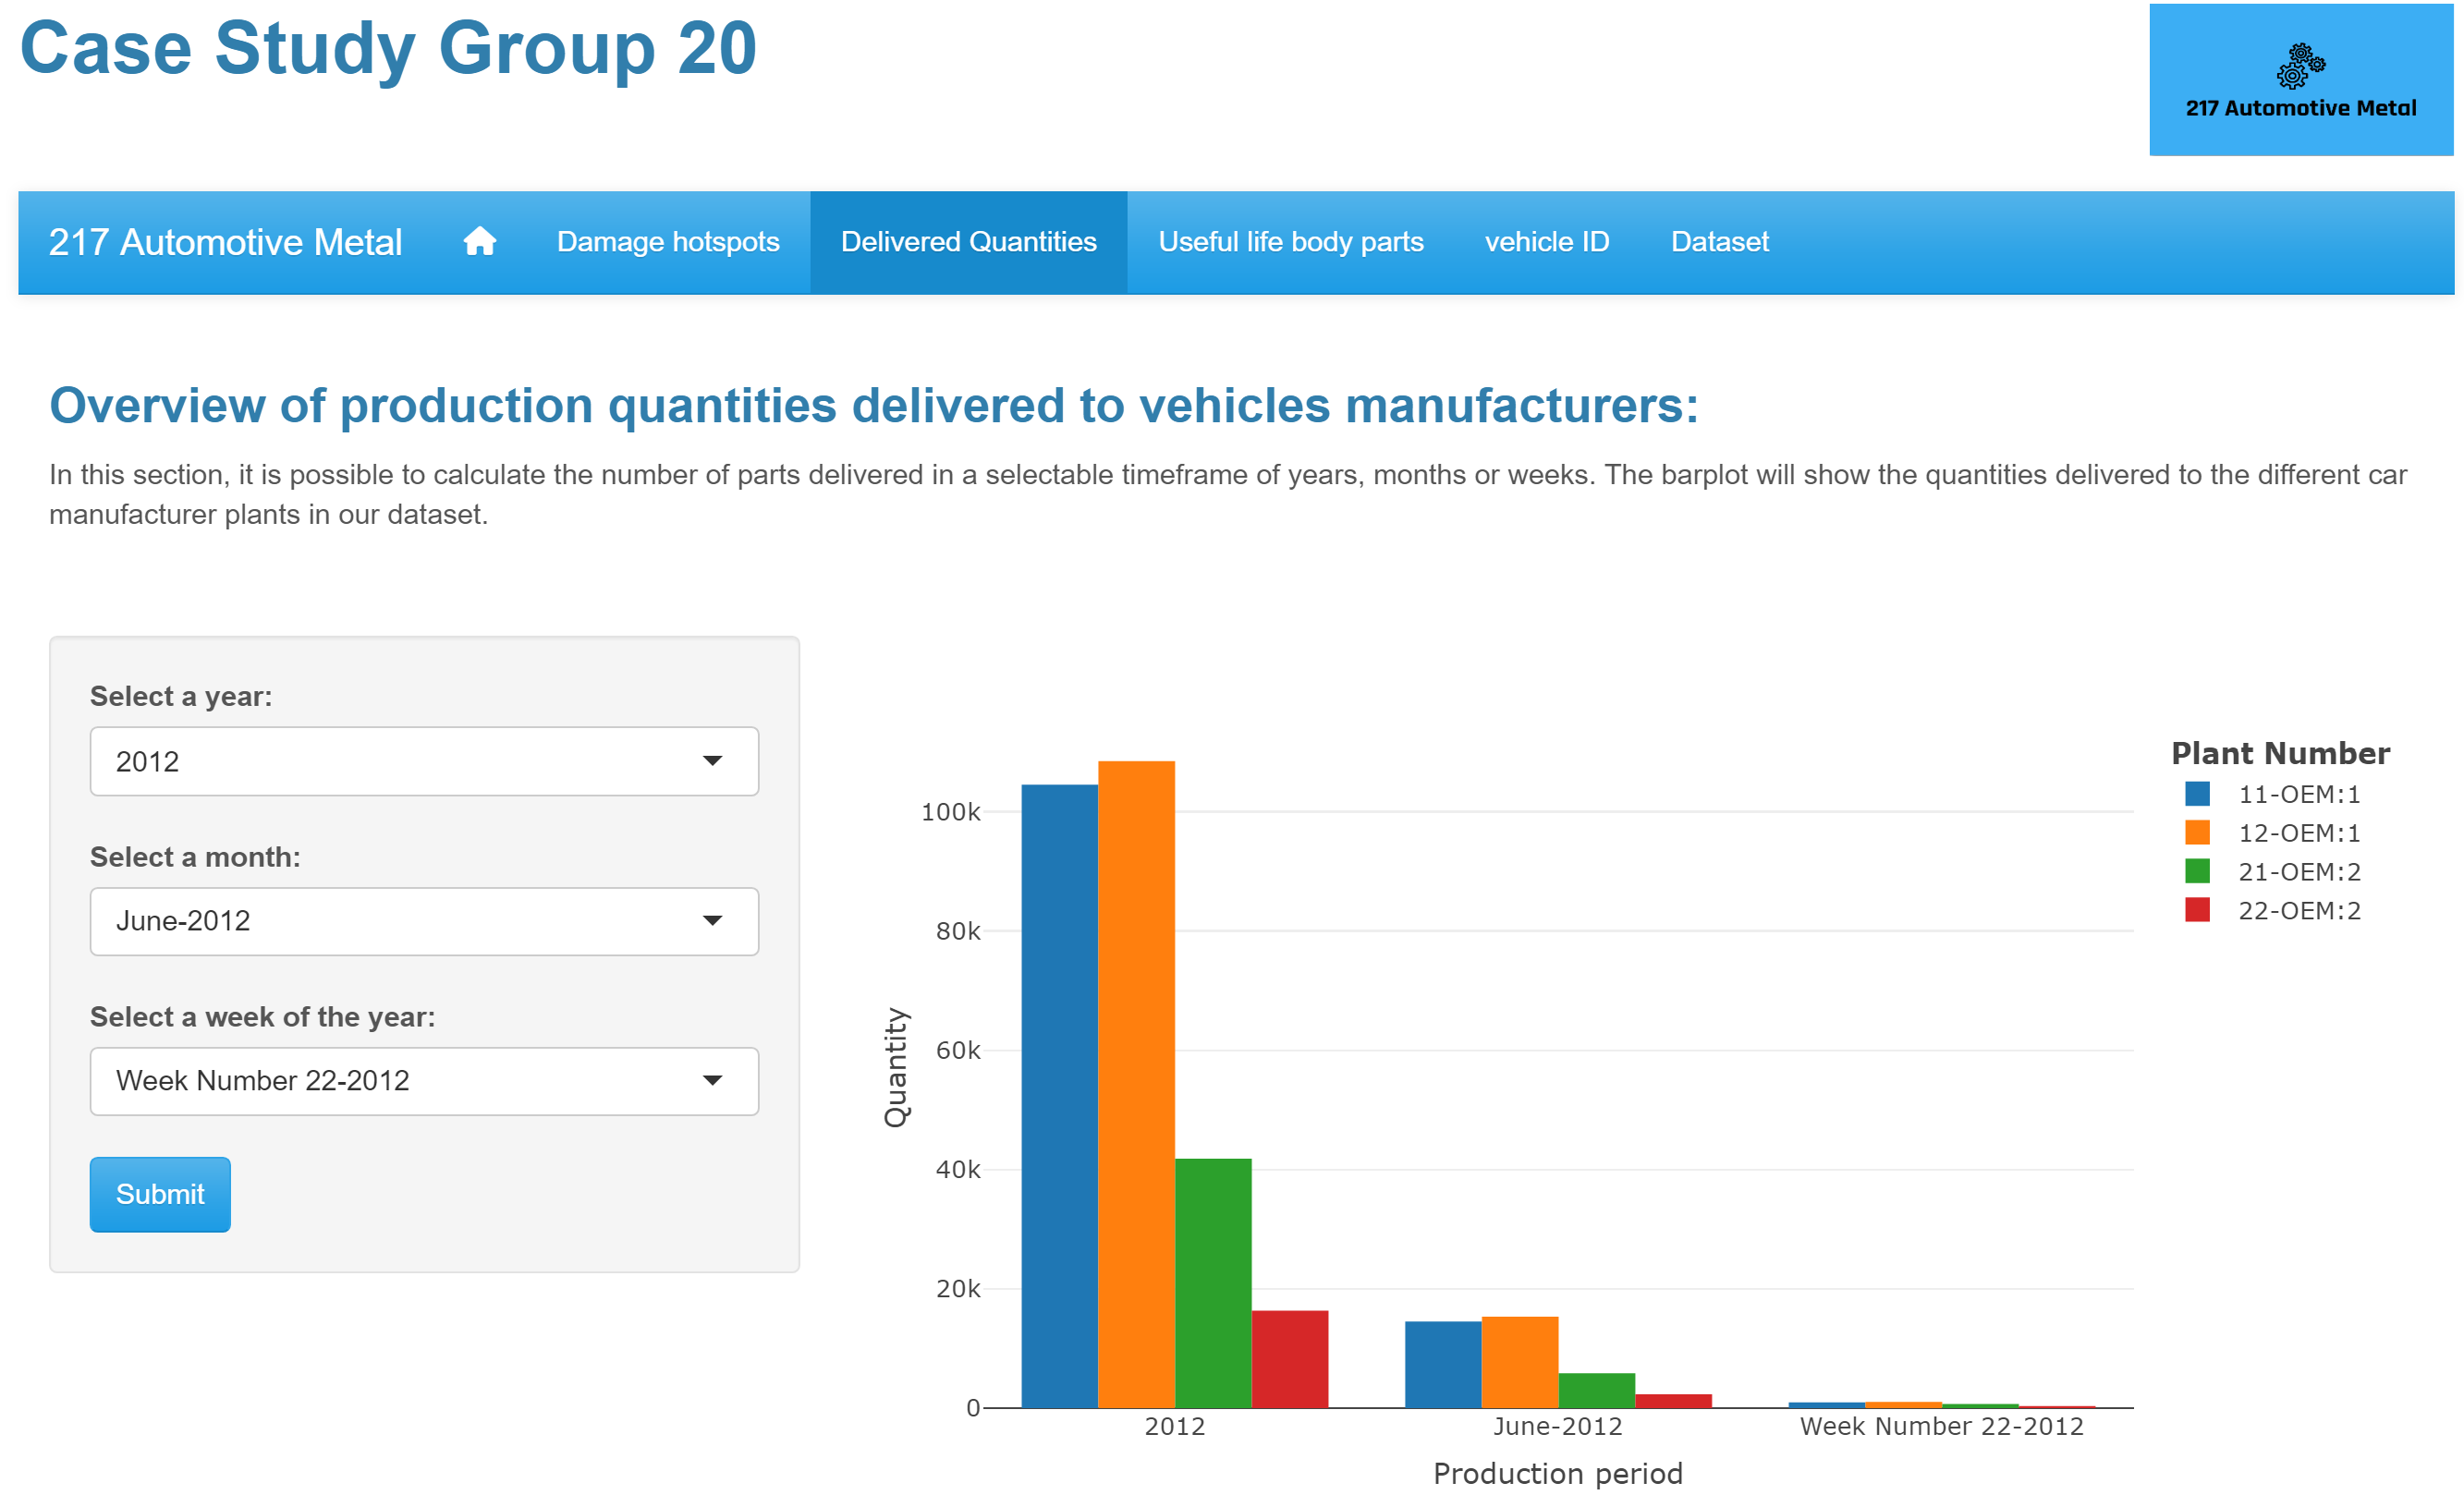 Case Study Group 20
217 Automotive Metal
217 Automotive Metal
Damage hotspots
Delivered Quantities
Useful life body parts
vehicle ID
Dataset
Overview of production quantities delivered to vehicles manufacturers:
In this section, it is possible to calculate the number of parts delivered in a selectable timeframe of years, months or weeks. The barplot will show the quantities delivered to the different car
manufacturer plants in our dataset.
Select a year:
2012
Select a month:
June-2012
Select a week of the year:
Week Number 22-2012
Submit
Quantity
100k
80k
60k
40k
20k
0
2012
June-2012
Week Number 22-2012
Production period
Plant Number
11-OEM:1
12-OEM:1
21-OEM:2
22-OEM:2